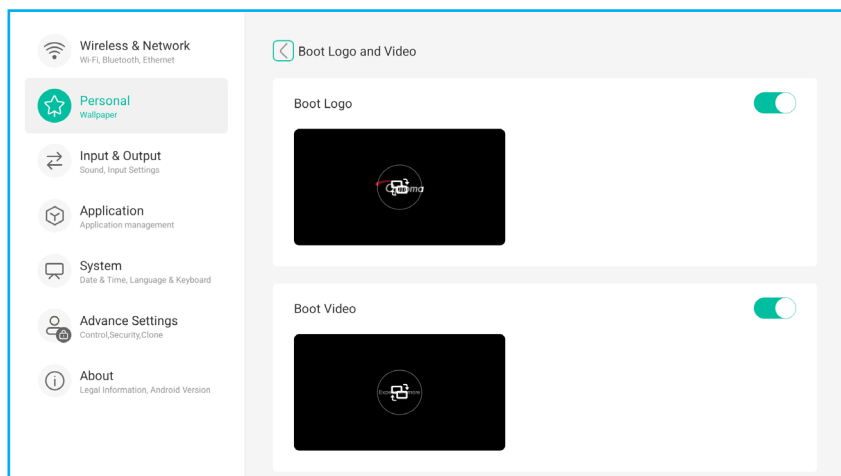 Wireless & Network
Wi-Fi, Bluetooth, Ethernet
Personal
Wallpaper
Input & Output
Sound, Input Settings
Application
Application management
System
Date & Time, Language & Keyboard
Advance Settings
Control,Security,Clone
About
Legal Information, Android Version
Boot Logo and Video
Boot Logo
Boot Video